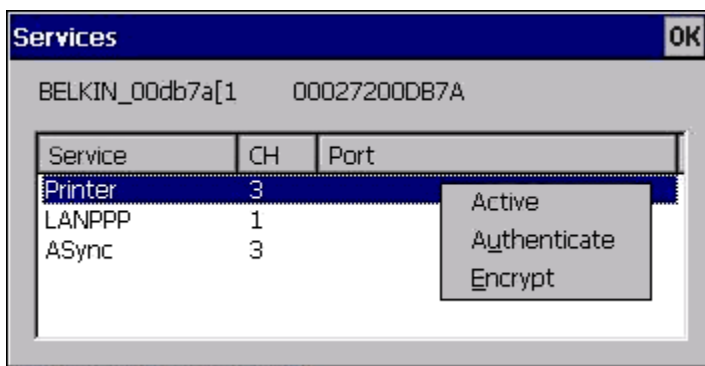 Services OK
BELKIN_00db7a[1 00027200DB7A
Service CH Port
Printer 3
Active
LANPPP 1
Authenticate
ASync 3
Encrypt